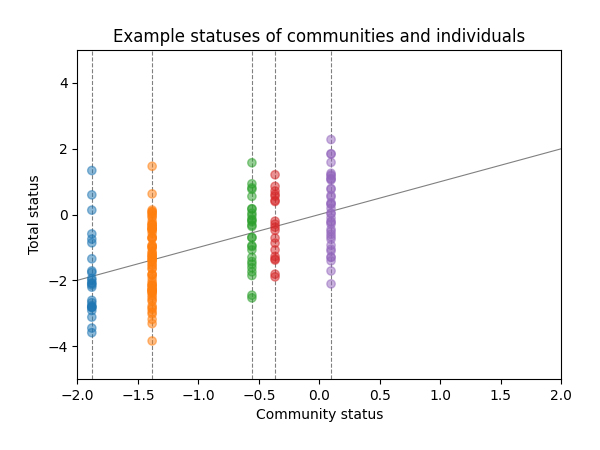 Example statuses of communities and individuals
Total status
4
2
0
−2
−4
−2.0 −1.5 −1.0 −0.5 0.0 0.5 1.0 1.5 2.0
Community status